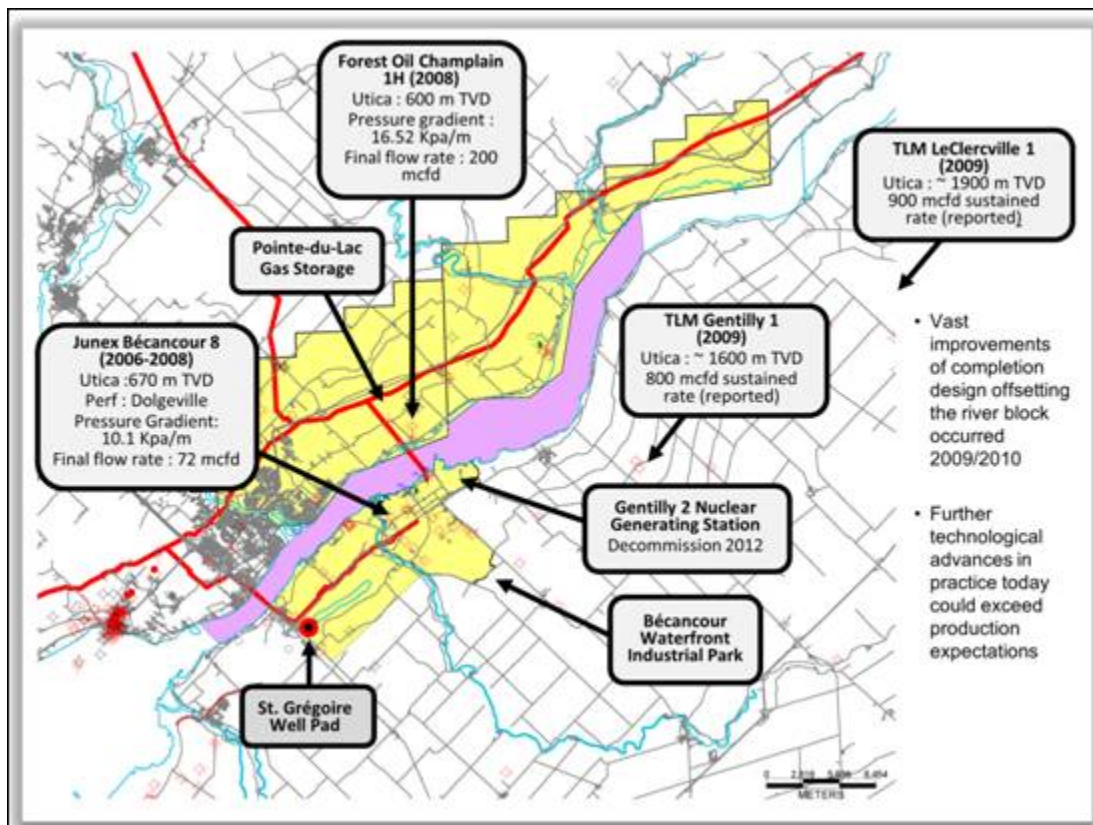 Forest Oil Champlain
1H (2008)
Utica : 600 m TVD
Pressure gradient :
16.52 Kpa/m
Final flow rate : 200
mcfd
TLM LeClercville 1
(2009)
Utica : ~ 1900 m TVD
900 mcfd sustained
rate (reported)
Pointe-du-Lac
Gas Storage
Junex Bécancour 8
(2006-2008)
Utica :670 m TVD
Perf : Dolgeville
Pressure Gradient:
10.1 Kpa/m
Final flow rate : 72 mcfd
TLM Gentilly 1
(2009)
Utica : ~ 1600 m TVD
800 mcfd sustained
rate (reported)
• Vast
improvements
of completion
design offsetting
the river block
occurred
2009/2010
Gentilly 2 Nuclear
Generating Station
Decommission 2012
• Further
technological
advances in
practice today
could exceed
production
expectations
Bécancour
Waterfront
Industrial Park
St. Grégoire
Well Pad
0
METERS